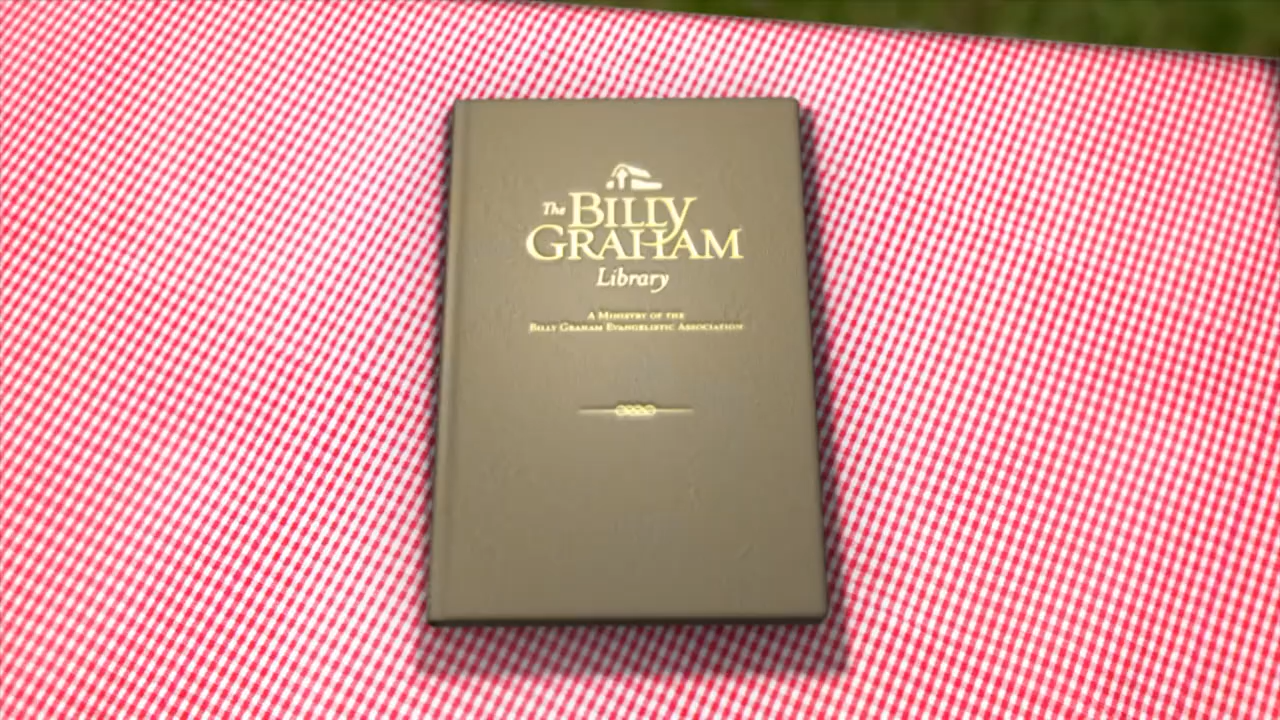 The BILLY
GRAHAM
Library
A MINISTRY OF THE
BILLY GRAHAM EVANGELISTIC ASSOCIATION